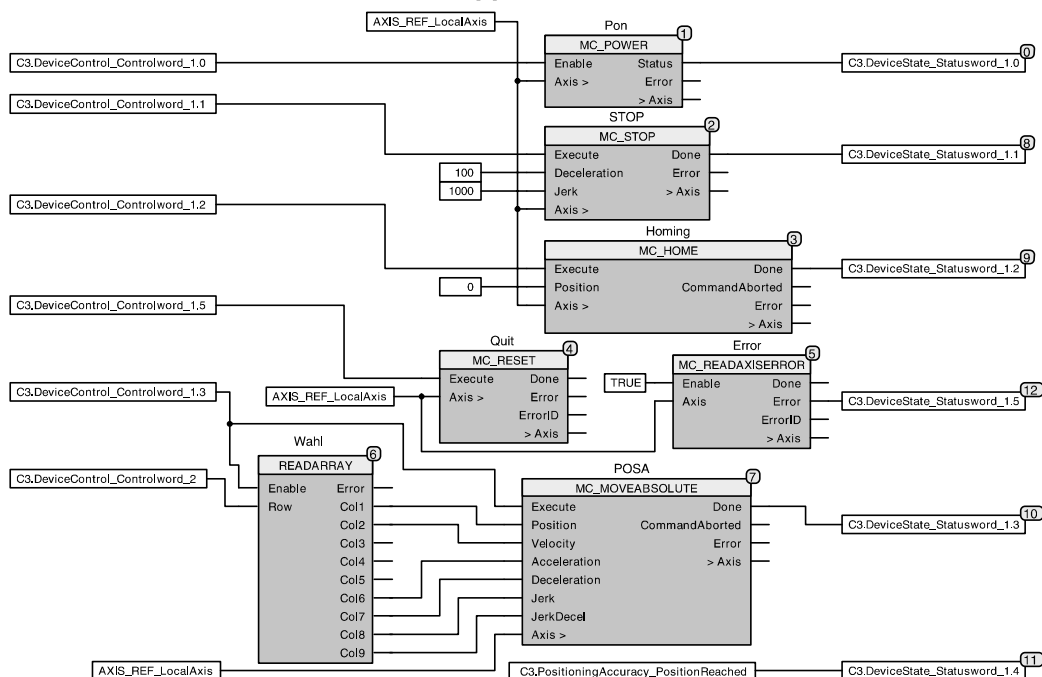 AXIS_REF_LocalAxis
Pon
1
MC_POWER
Enable Status
Axis > Error
> Axis
C3.DeviceControl_Controlword_1.0
0
C3.DeviceState_Statusword_1.0
C3.DeviceControl_Controlword_1.1
STOP
2
MC_STOP
Execute Done
100 Deceleration Error
1000 Jerk > Axis
Axis >
8
C3.DeviceState_Statusword_1.1
C3.DeviceControl_Controlword_1.2
Homing
3
MC_HOME
Execute Done
0 Position CommandAborted
Axis > Error
> Axis
9
C3.DeviceState_Statusword_1.2
C3.DeviceControl_Controlword_1.5
Quit
4
MC_RESET
Execute Done
AXIS_REF_LocalAxis Axis > Error
ErrorID
> Axis
Error
5
MC_READAXISERROR
TRUE Enable Done
Axis Error
ErrorID
> Axis
12
C3.DeviceState_Statusword_1.5
C3.DeviceControl_Controlword_1.3
Wahl
6
READARRAY
C3.DeviceControl_Controlword_2
Enable Error
Row Col1
Col2
Col3
Col4
Col5
Col6
Col7
Col8
Col9
POSA
7
MC_MOVEABSOLUTE
Execute Done
Position CommandAborted
Velocity Error
Acceleration > Axis
Deceleration
Jerk
JerkDecel
Axis >
10
C3.DeviceState_Statusword_1.3
AXIS_REF_LocalAxis
C3.PositioningAccuracy_PositionReached
11
C3.DeviceState_Statusword_1.4